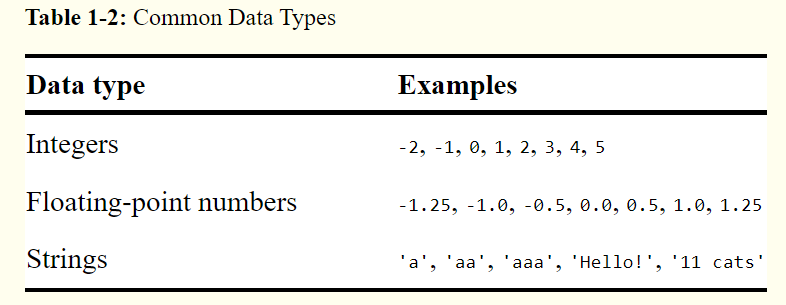 Table 1-2: Common Data Types
Data type Examples
Integers -2, -1, 0, 1, 2, 3, 4, 5
Floating-point numbers -1.25, -1.0, -0.5, 0.0, 0.5, 1.0, 1.25
Strings 'a', 'aa', 'aaa', 'Hello!', '11 cats'